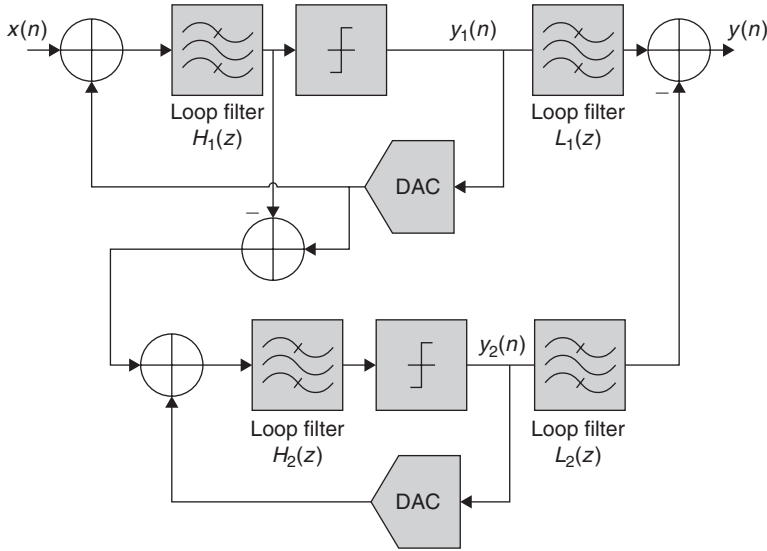 x(n)
y₁(n)
y(n)
Loop filter
H₁(z)
Loop filter
L₁(z)
–
DAC
–
y₂(n)
Loop filter
H₂(z)
Loop filter
L₂(z)
DAC